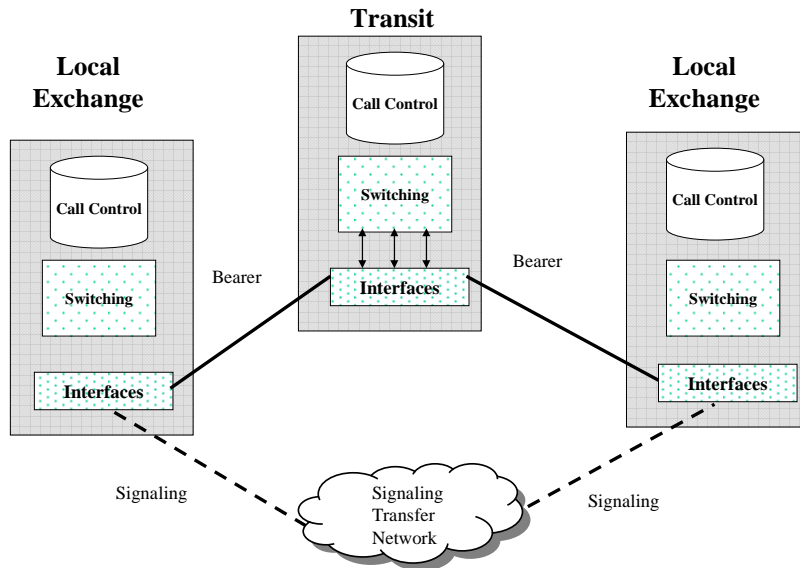 Transit
Local
Exchange
Call Control
Switching
Interfaces
Local
Exchange
Call Control
Switching
Interfaces
Bearer
Bearer
Call Control
Switching
Interfaces
Signaling
Signaling
Transfer
Network
Signaling